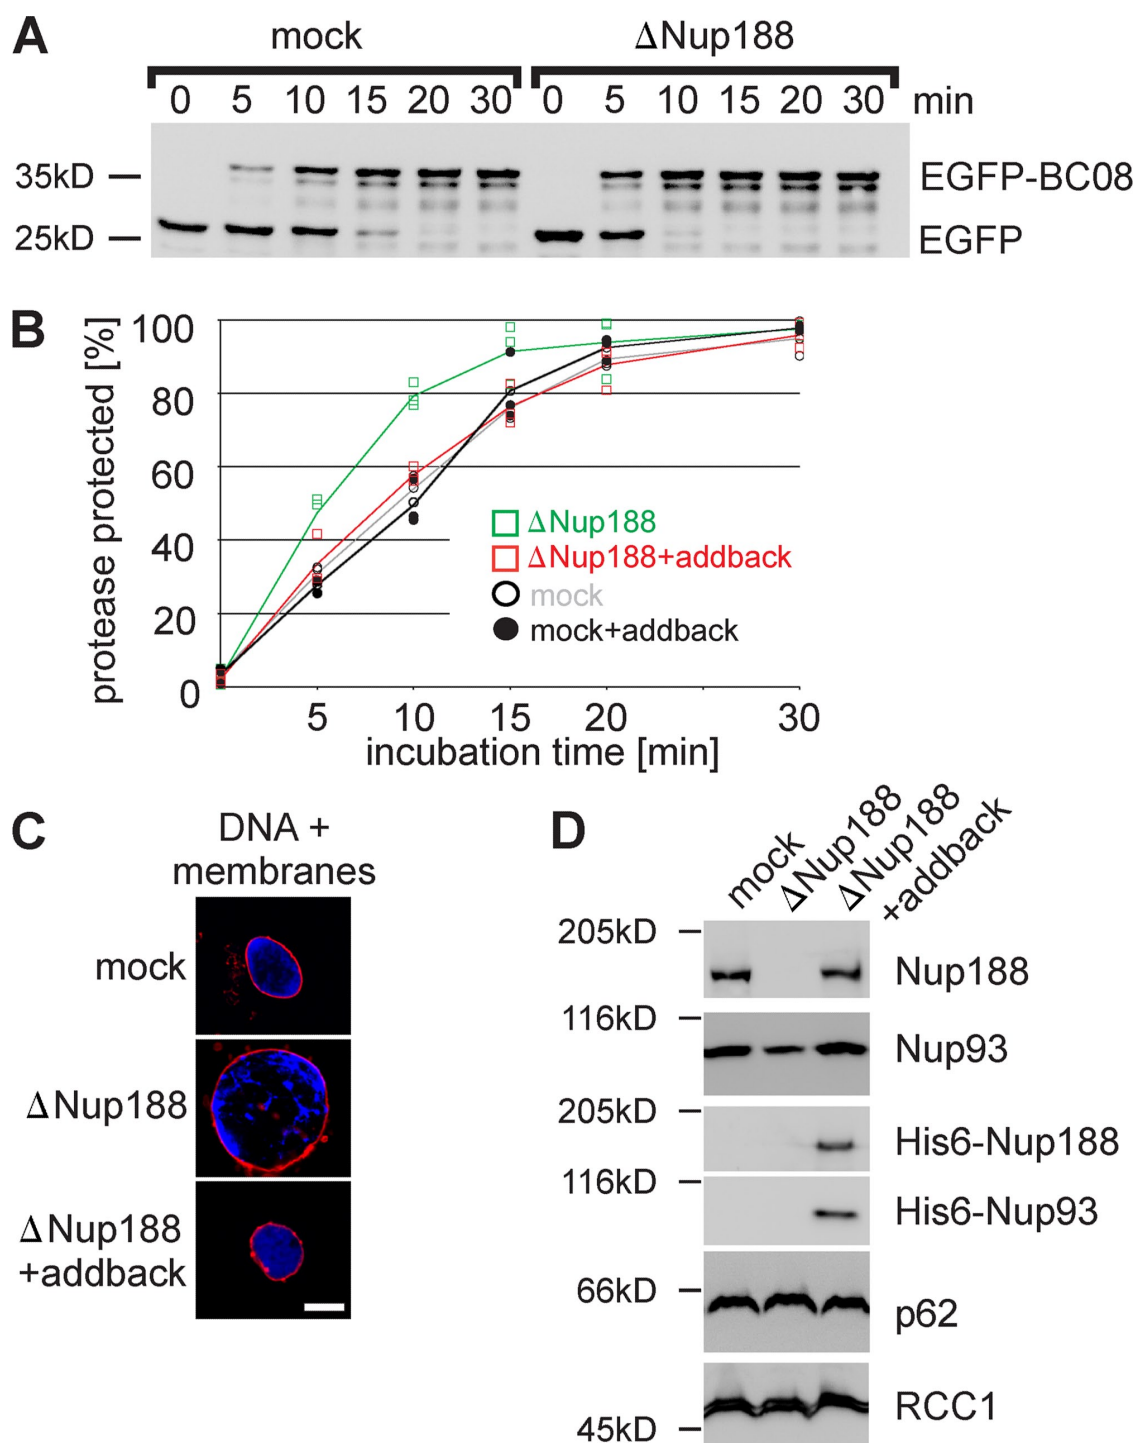 A
mock ΔNup188
0 5 10 15 20 30 0 5 10 15 20 30 min
35kD EGFP-BC08
25kD EGFP
B
protease protected [%]
100
80
60
40
20
0
ΔNup188
ΔNup188+addback
mock
mock+addback
5 10 15 20 30
incubation time [min]
C
DNA +
membranes
mock
ΔNup188
ΔNup188
+addback
D
mock
ΔNup188
ΔNup188
+addback
205kD
Nup188
116kD
Nup93
205kD
His6-Nup188
116kD
His6-Nup93
66kD
p62
RCC1
45kD